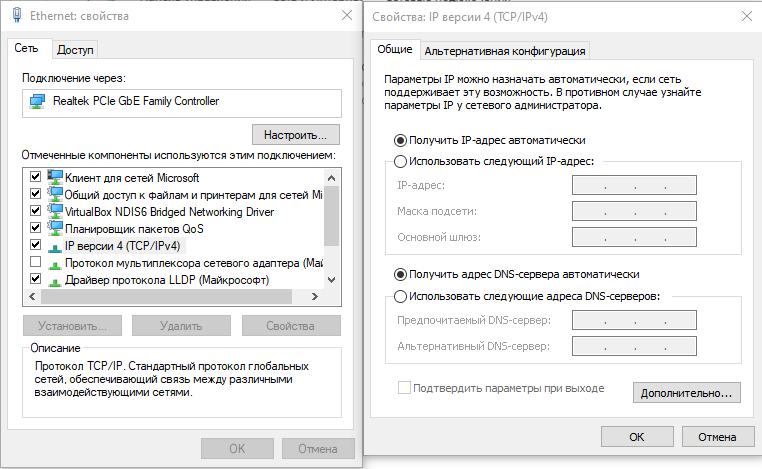 Ethernet: свойства
Сеть
Доступ
Подключение через:
Realtek PCIe GbE Family Controller
Настроить...
Отмеченные компоненты используются этим подключением:
Клиент для сетей Microsoft
Общий доступ к файлам и принтерам для сетей Mi
VirtualBox NDIS6 Bridged Networking Driver
Планировщик пакетов QoS
IP версии 4 (TCP/IPv4)
Протокол мультиплексора сетевого адаптера (Май
Драйвер протокола LLDP (Майкрософт)
Установить...
Удалить
Свойства
Описание
Протокол TCP/IP. Стандартный протокол глобальных
сетей, обеспечивающий связь между различными
взаимодействующими сетями.
OK
Отмена
Свойства: IP версии 4 (TCP/IPv4)
Общие
Альтернативная конфигурация
Параметры IP можно назначать автоматически, если сеть
поддерживает эту возможность. В противном случае узнайте
параметры IP у сетевого администратора.
Получить IP-адрес автоматически
Использовать следующий IP-адрес:
IP-адрес:
Маска подсети:
Основной шлюз:
Получить адрес DNS-сервера автоматически
Использовать следующие адреса DNS-серверов:
Предпочитаемый DNS-сервер:
Альтернативный DNS-сервер:
Подтвердить параметры при выходе
Дополнительно...
OK
Отмена